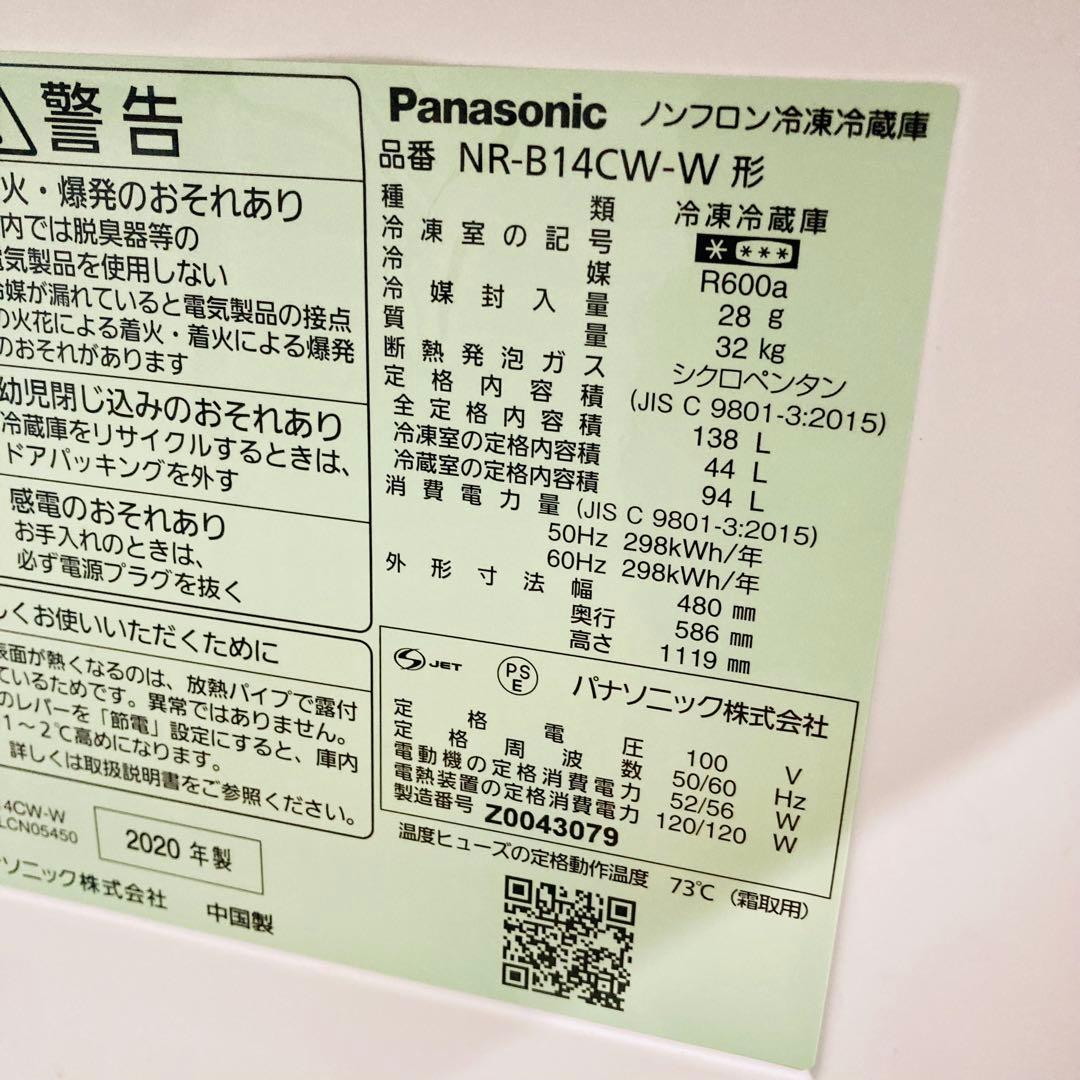 警告
火・爆発のおそれあり
内では脱臭器等の
電気製品を使用しない
冷媒が漏れていると電気製品の接点
の火花による着火・着火による爆発
のおそれがあります
幼児閉じ込みのおそれあり
冷蔵庫をリサイクルするときは、
ドアパッキングを外す
感電のおそれあり
お手入れのときは、
必ず電源プラグを抜く
しくお使いいただくために
表面が熱くなるのは、放熱パイプで露付
ているためです。異常ではありません。
のレバーを「節電」設定にすると、庫内
1~2℃高めになります。
詳しくは取扱説明書をご参照ください。
4CW-W
LCN05450
2020年製
ナソニック株式会社
中国製
Panasonic ノンフロン冷凍冷蔵庫
品番 NR-B14CW-W 形
種類 冷凍冷蔵庫
冷凍室の記号 * ***
冷媒 R600a
冷媒封入量 28 g
質量 32 kg
断熱発泡ガス シクロペンタン
定格内容積 (JIS C 9801-3:2015)
全定格内容積 138 L
冷凍室の定格内容積 44 L
冷蔵室の定格内容積 94 L
消費電力量 (JIS C 9801-3:2015)
50Hz 298kWh/年
60Hz 298kWh/年
外形寸法 幅 480 mm
奥行 586 mm
高さ 1119 mm
JET PSE パナソニック株式会社
定格電圧 100 V
定格周波数 50/60 Hz
電動機の定格消費電力 52/56 W
電熱装置の定格消費電力 120/120 W
製造番号 Z0043079
温度ヒューズの定格動作温度 73℃ (霜取用)